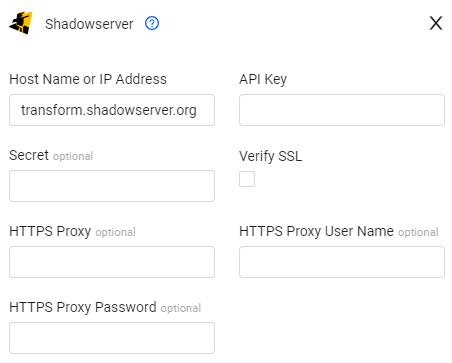 Shadowserver ?
X
Host Name or IP Address
API Key
transform.shadowserver.org
Secret optional
Verify SSL
HTTPS Proxy optional
HTTPS Proxy User Name optional
HTTPS Proxy Password optional